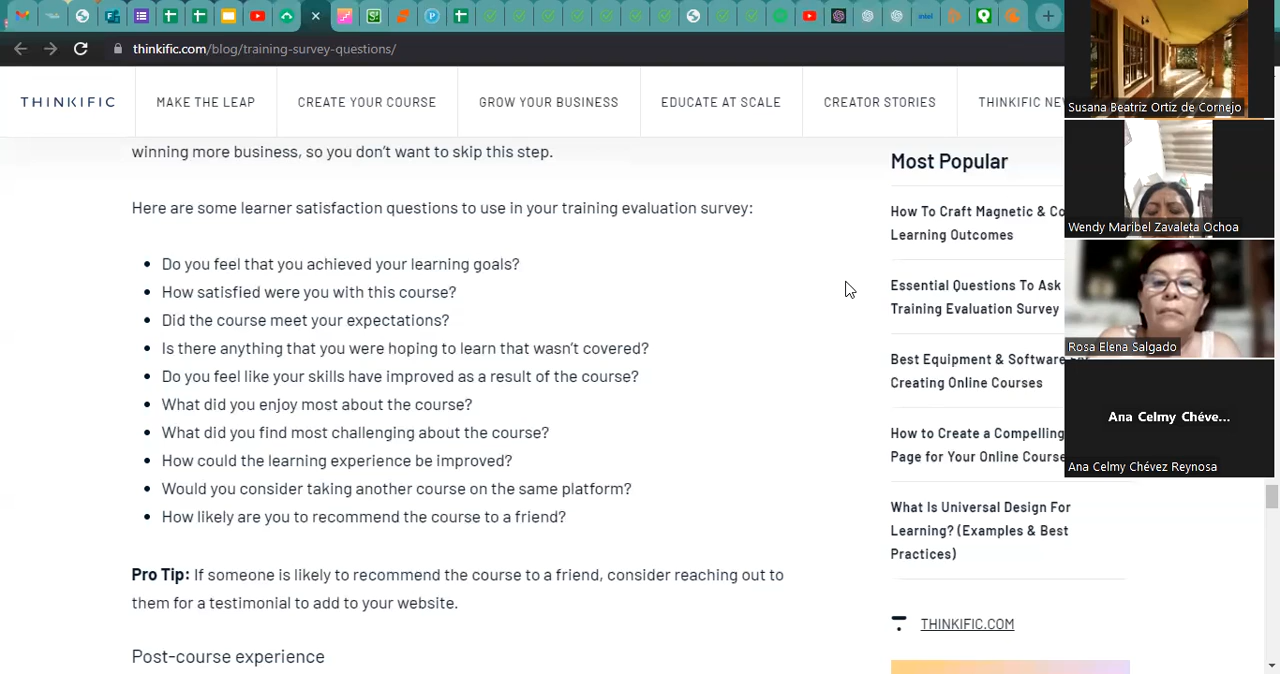 thinkific.com/blog/training-survey-questions/
THINKIFIC
MAKE THE LEAP
CREATE YOUR COURSE
GROW YOUR BUSINESS
EDUCATE AT SCALE
CREATOR STORIES
THINKIFIC NEW
winning more business, so you don't want to skip this step.
Here are some learner satisfaction questions to use in your training evaluation survey:
Do you feel that you achieved your learning goals?
How satisfied were you with this course?
Did the course meet your expectations?
Is there anything that you were hoping to learn that wasn't covered?
Do you feel like your skills have improved as a result of the course?
What did you enjoy most about the course?
What did you find most challenging about the course?
How could the learning experience be improved?
Would you consider taking another course on the same platform?
How likely are you to recommend the course to a friend?
Pro Tip: If someone is likely to recommend the course to a friend, consider reaching out to
them for a testimonial to add to your website.
Post-course experience
Most Popular
How To Craft Magnetic & Co
Learning Outcomes
Essential Questions To Ask
Training Evaluation Survey
Best Equipment & Software For
Creating Online Courses
How to Create a Compelling
Page for Your Online Course
What Is Universal Design For
Learning? (Examples & Best
Practices)
THINKIFIC.COM
Susana Beatriz Ortiz de Cornejo
Wendy Maribel Zavaleta Ochoa
Rosa Elena Salgado
Ana Celmy Chéve...
Ana Celmy Chévez Reynosa